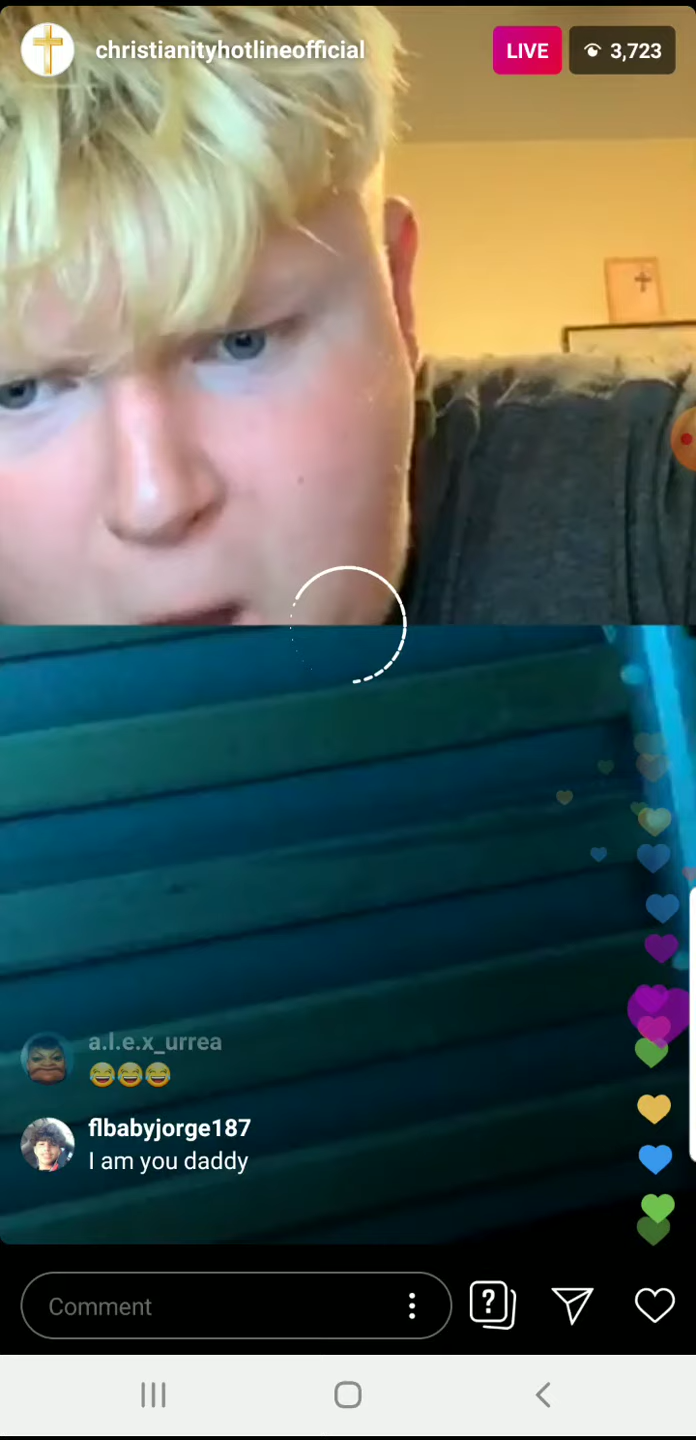 christianityhotlineofficial
LIVE
3,723
a.l.e.x_urrea
😂😂😂
flbabyjorge187
I am you daddy
Comment
?